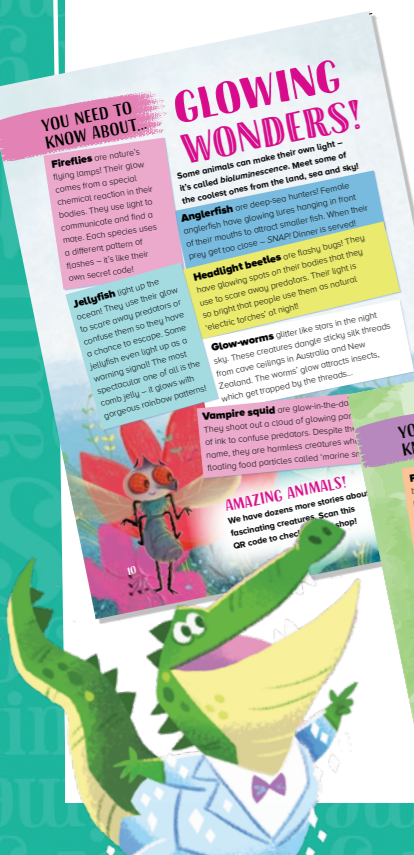 YOU NEED TO
KNOW ABOUT...
GLOWING
WONDERS!
Some animals can make their own light –
it's called bioluminescence. Meet some of
the coolest ones from the land, sea and sky!
Fireflies are nature's
flying lamps! Their glow
comes from a special
chemical reaction in their
bodies. They use light to
communicate and find a
mate. Each species uses
a different pattern of
flashes – it's like their
own secret code!
Anglerfish are deep-sea hunters! Female
anglerfish have glowing lures hanging in front
of their mouths to attract smaller fish. When their
prey get too close – SNAP! Dinner is served!
Headlight beetles are flashy bugs! They
have glowing spots on their bodies that they
use to scare away predators. Their light is
so bright that people use them as natural
'electric torches' at night!
Jellyfish light up the
ocean! They use their glow
to scare away predators or
confuse them so they have
a chance to escape. Some
jellyfish even light up as a
warning signal! The most
spectacular one of all is the
comb jelly – it glows with
gorgeous rainbow patterns!
Glow-worms glitter like stars in the night
sky. These creatures dangle sticky silk threads
from cave ceilings in Australia and New
Zealand. The worms' glow attracts insects,
which get trapped by the threads...
Vampire squid are glow-in-the-da
They shoot out a cloud of glowing par
of ink to confuse predators. Despite the
name, they are harmless creatures who
floating food particles called 'marine sn
AMAZING ANIMALS!
We have dozens more stories about
fascinating creatures. Scan this
QR code to chec shop!
10
YO
K